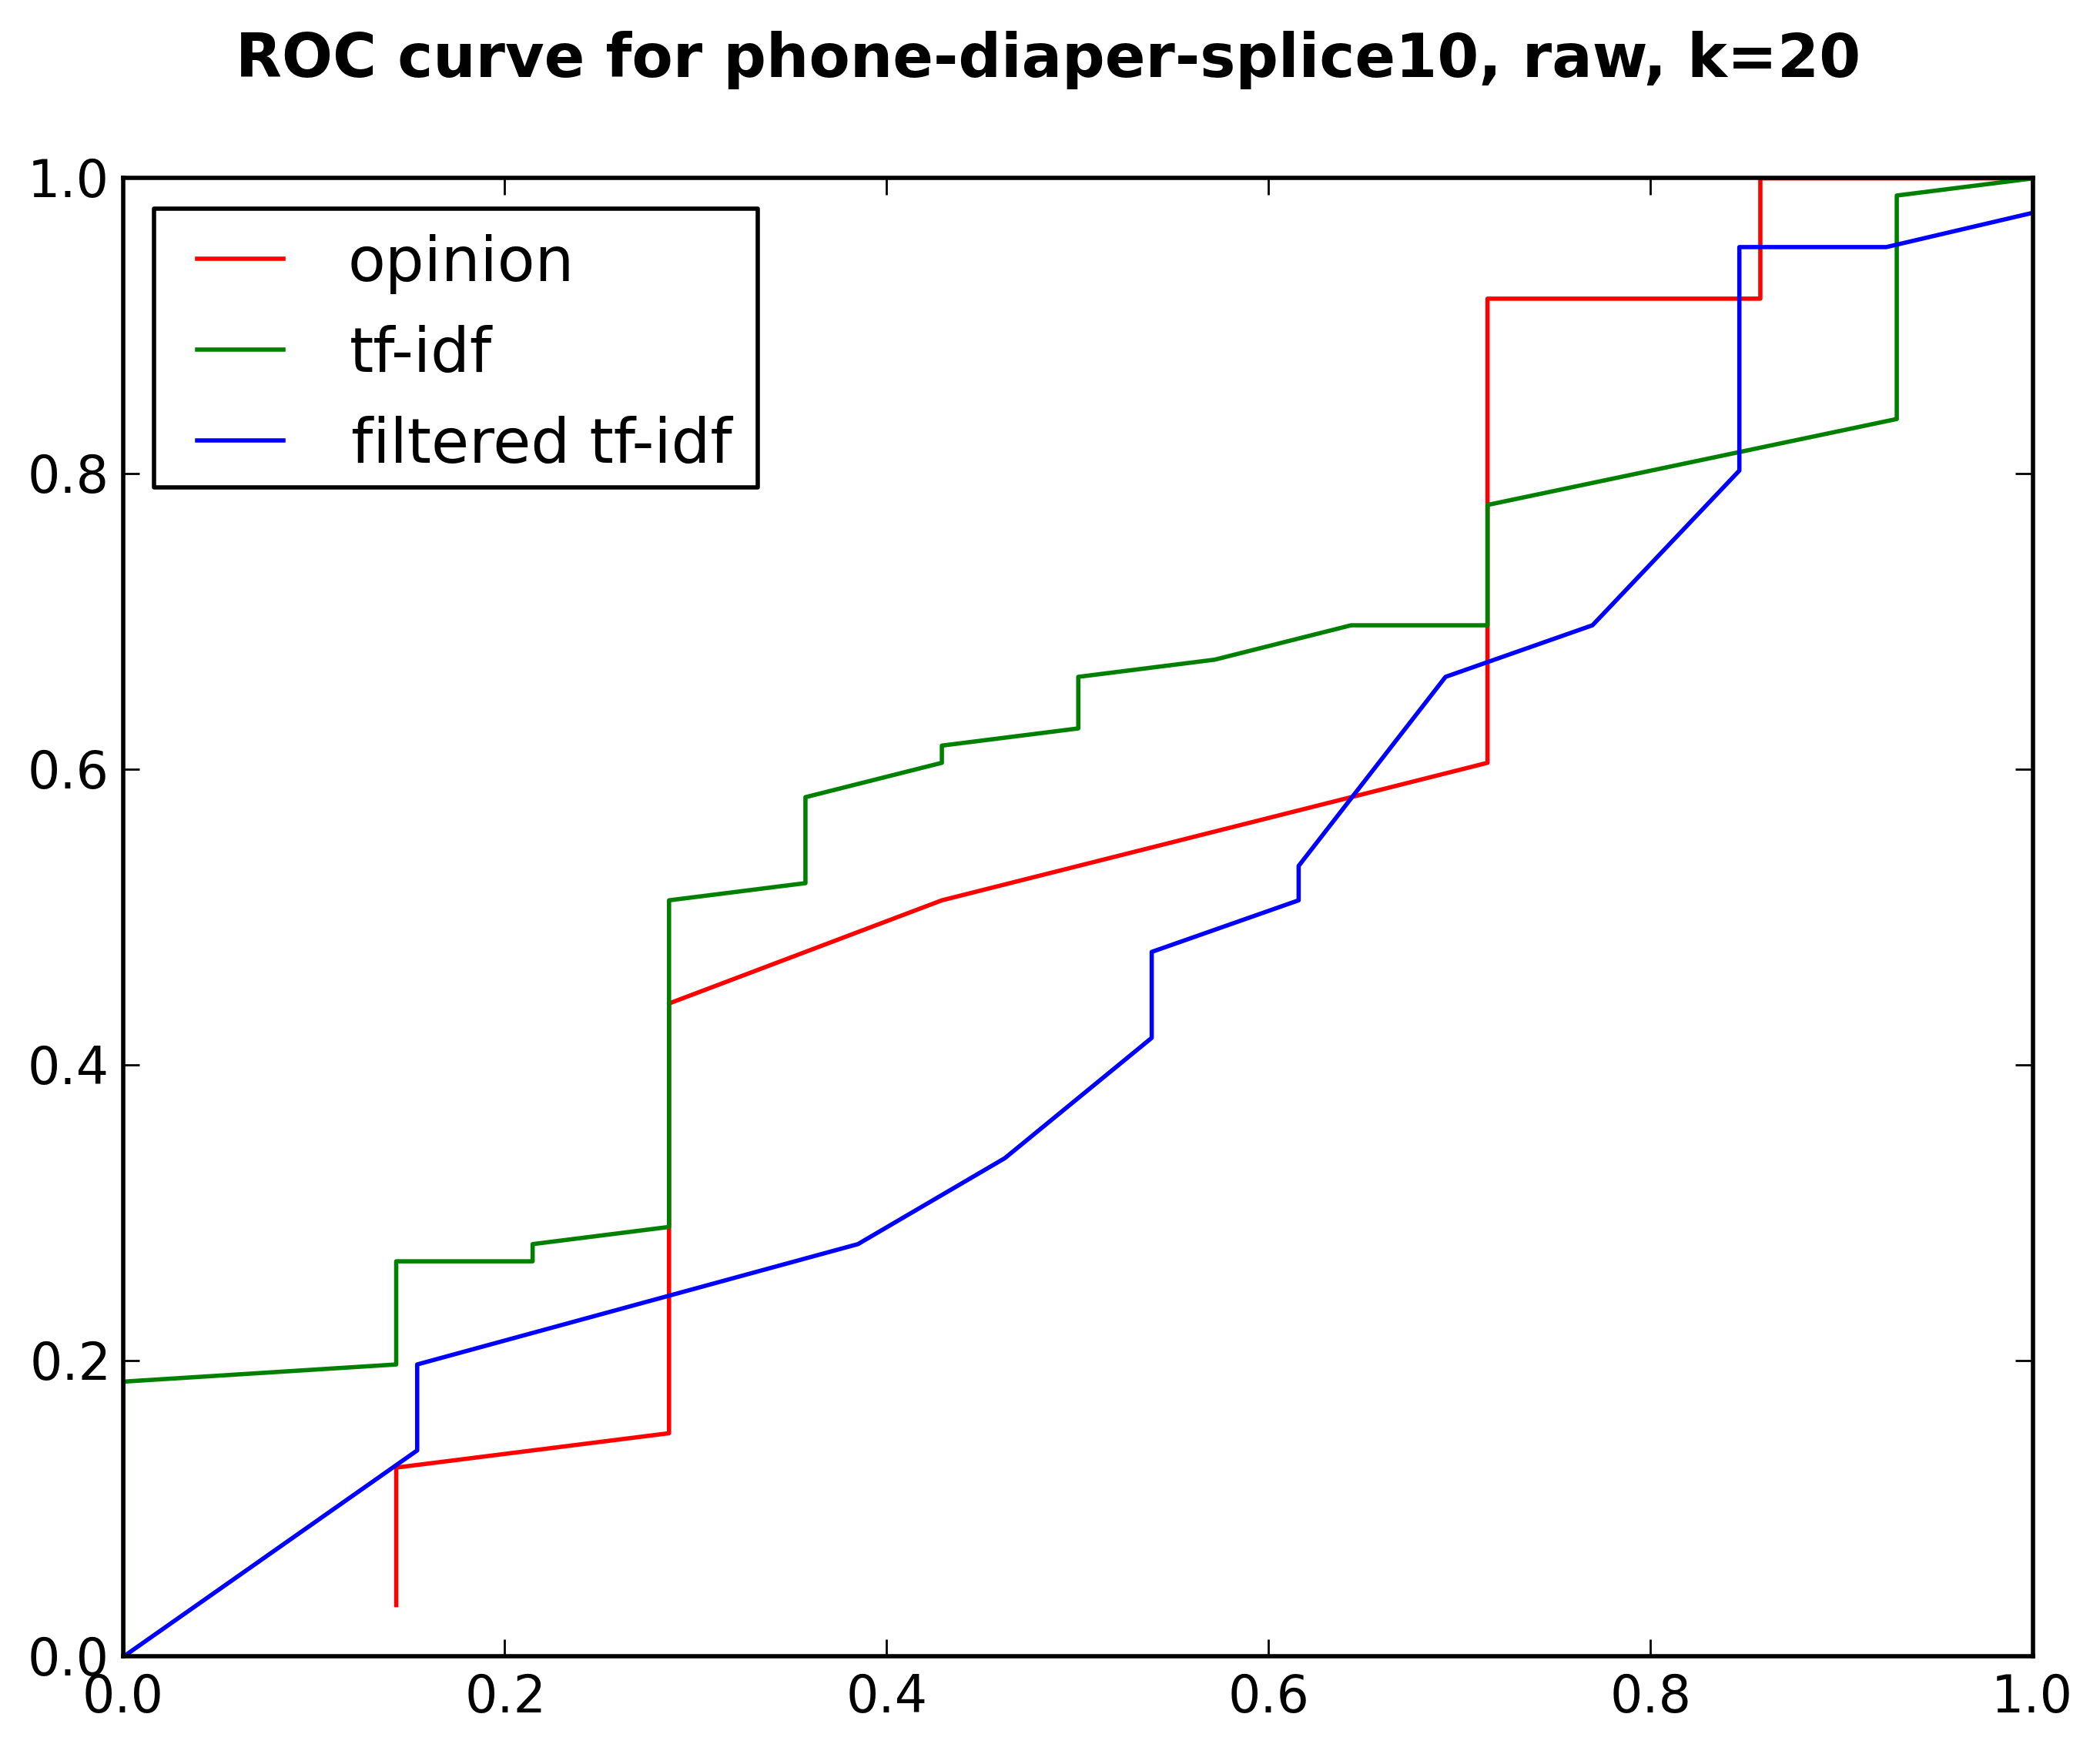 ROC curve for phone-diaper-splice10, raw, k=20
1.0
opinion
tf-idf
filtered tf-idf
0.8
0.6
0.4
0.2
0.0
0.0 0.2 0.4 0.6 0.8 1.0